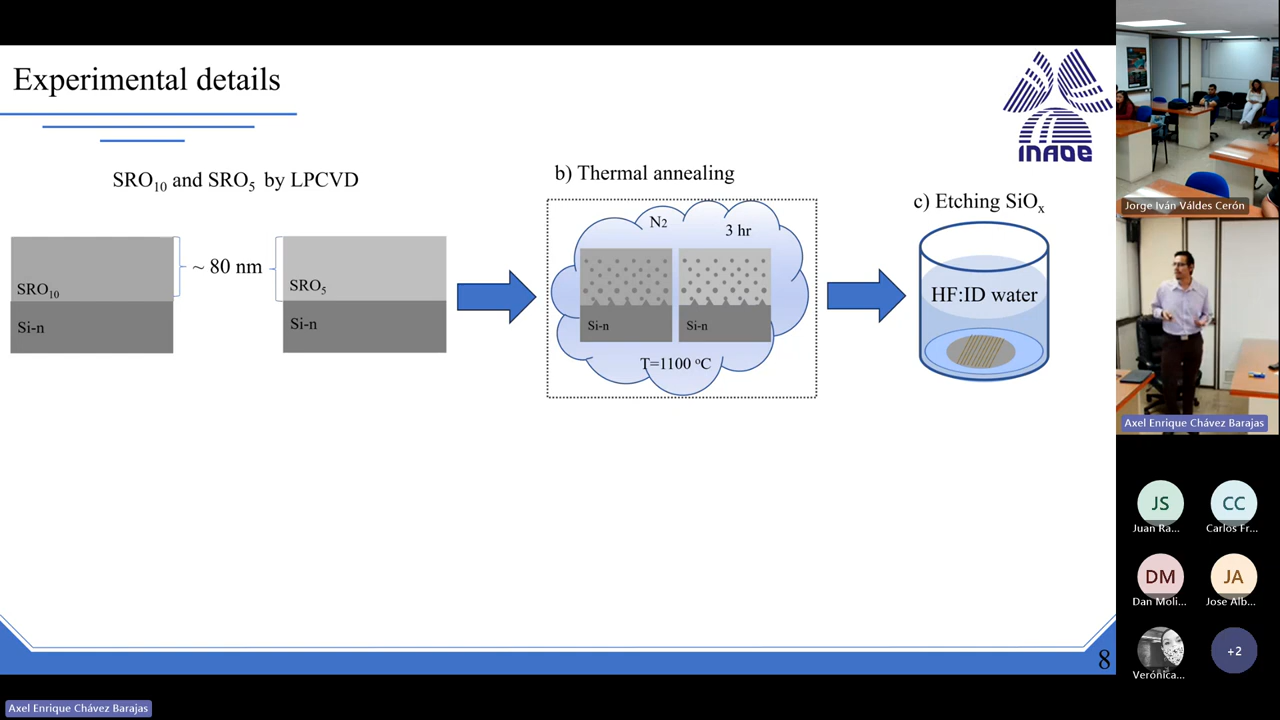 Experimental details
INAOE
SRO₁₀ and SRO₅ by LPCVD
SRO₁₀
Si-n
~ 80 nm
SRO₅
Si-n
b) Thermal annealing
N₂
3 hr
Si-n
Si-n
T=1100 °C
c) Etching SiOₓ
HF:ID water
8
Jorge Iván Váldes Cerón
Axel Enrique Chávez Barajas
JS
Juan Ra...
CC
Carlos Fr...
DM
Dan Moli...
JA
Jose Alb...
Verónica...
+2
Axel Enrique Chávez Barajas